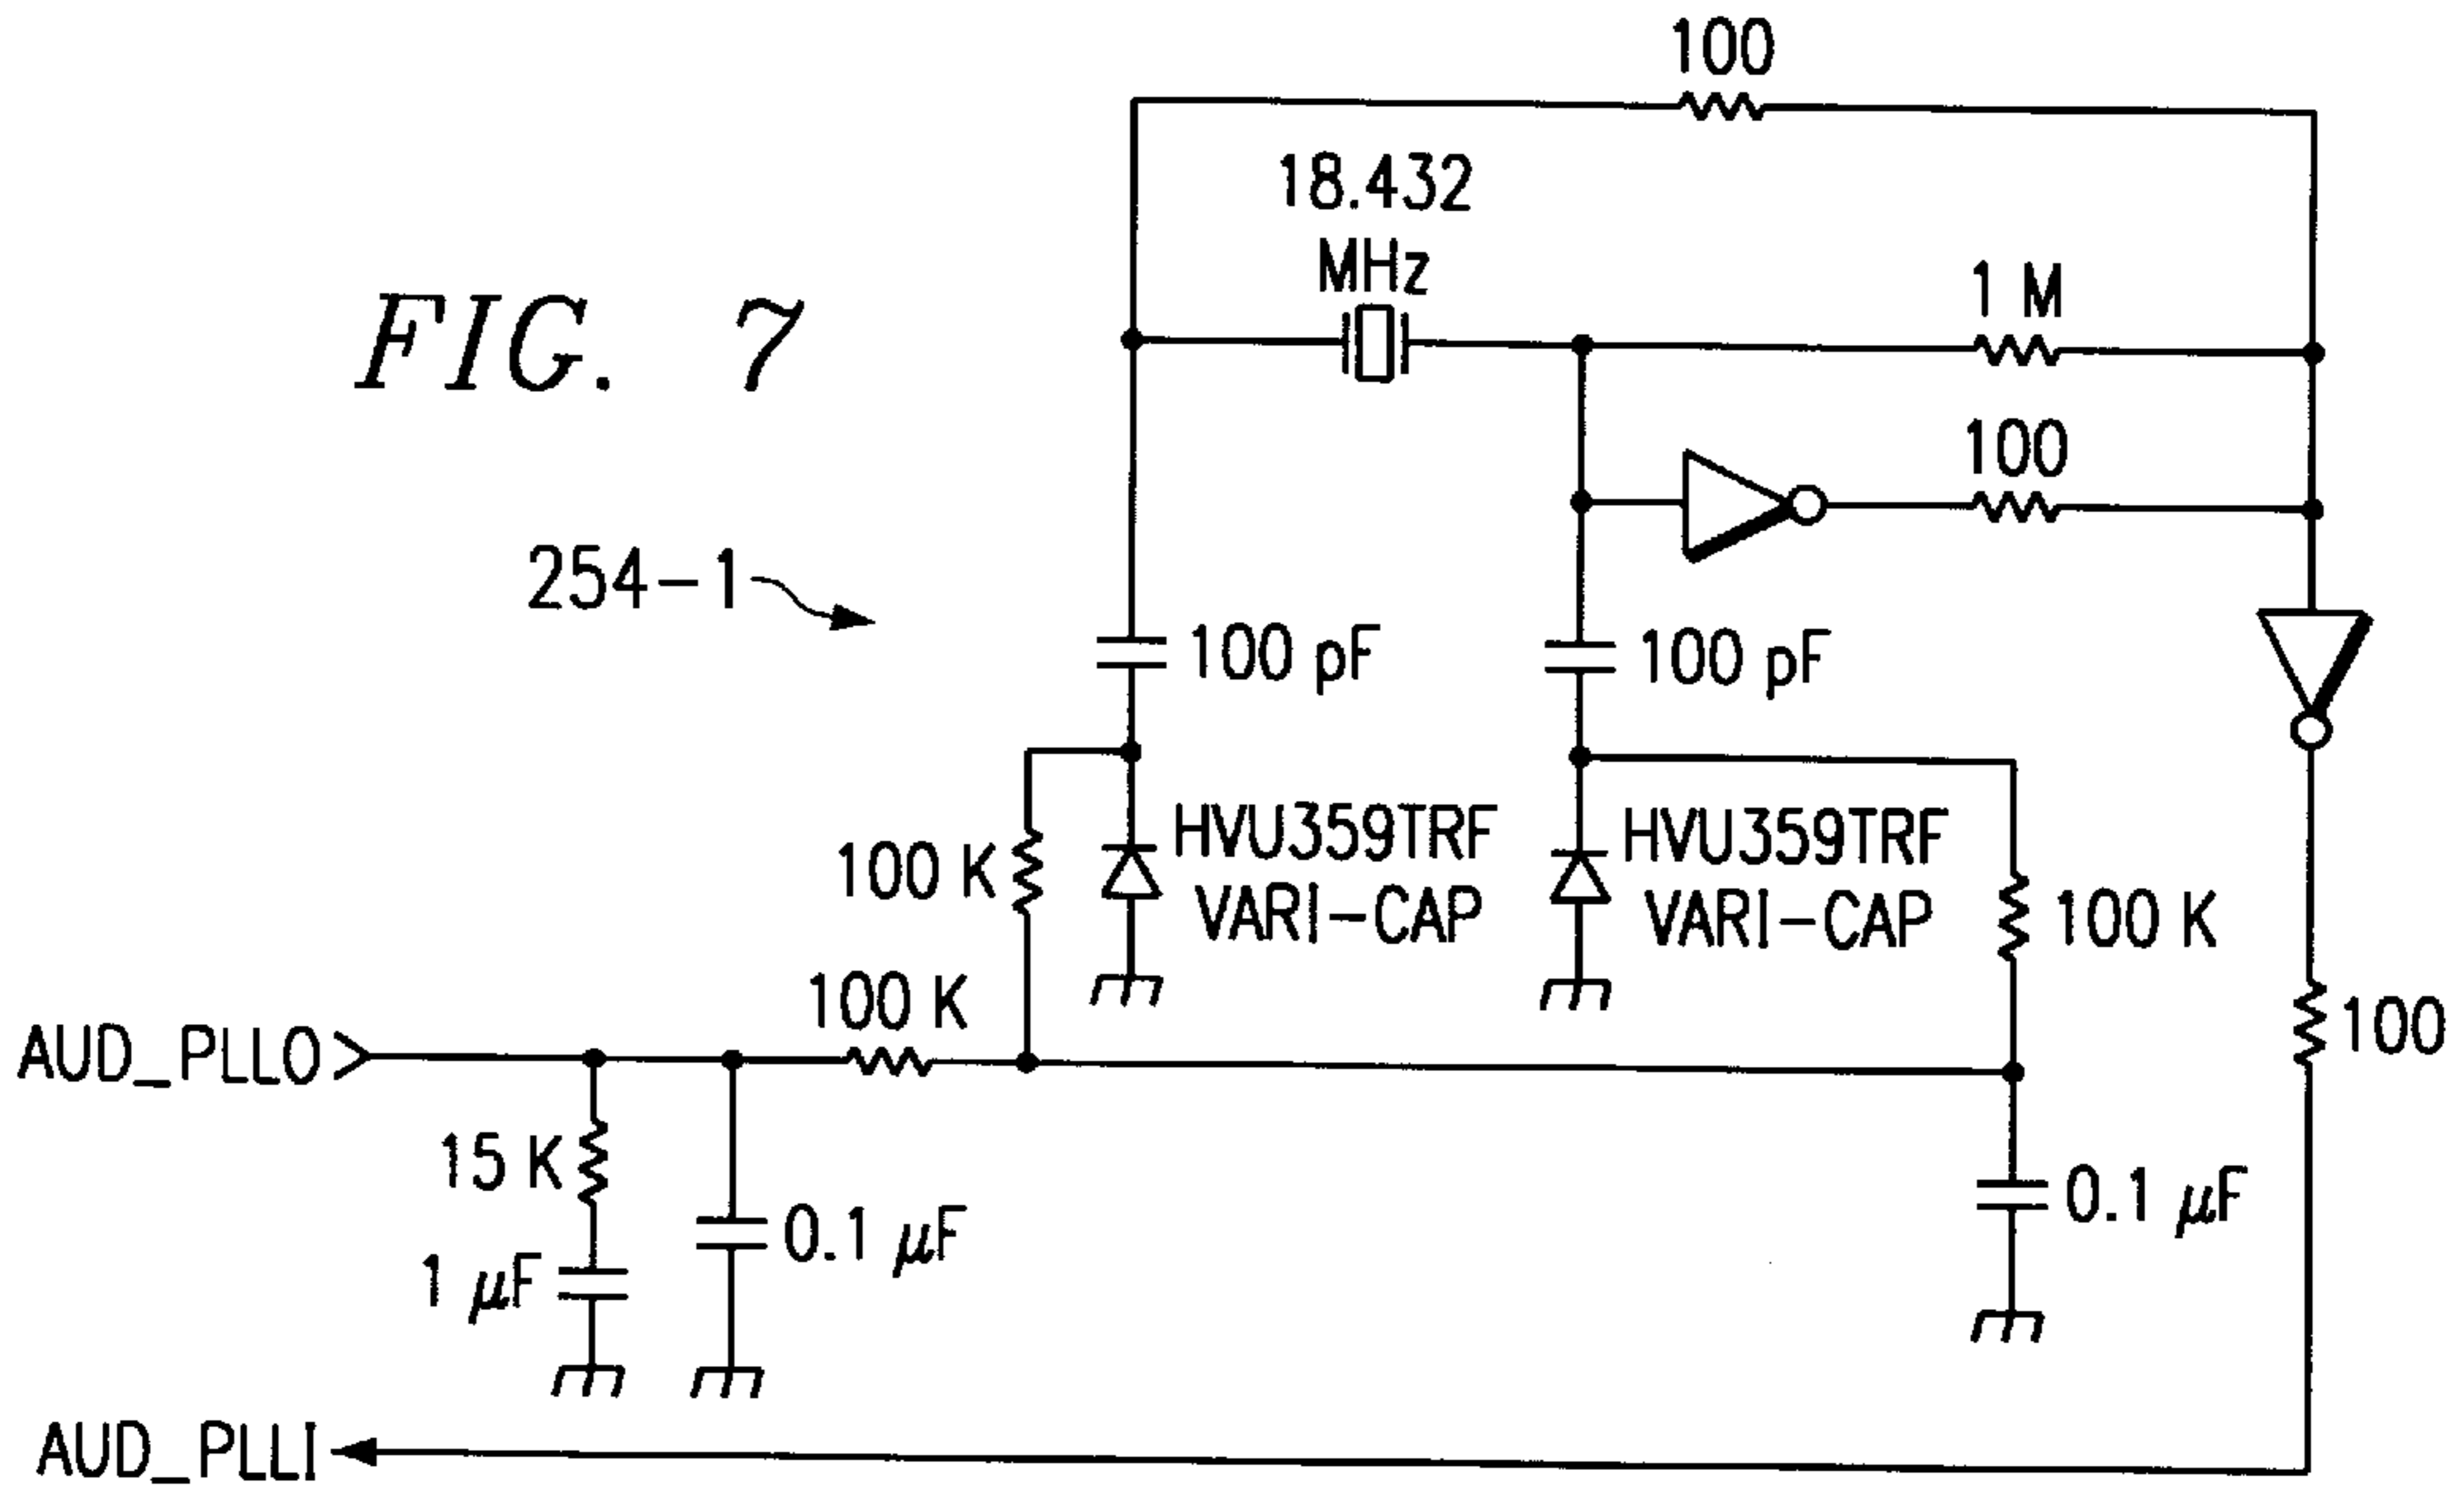 100
18.432
MHz
1 M
FIG. 7
100
254-1
100 pF
100 pF
HVU359TRF
VARI-CAP
HVU359TRF
VARI-CAP
100 K
100 K
100 K
100
AUD_PLLO
15 K
0.1 µF
0.1 µF
1 µF
AUD_PLLI